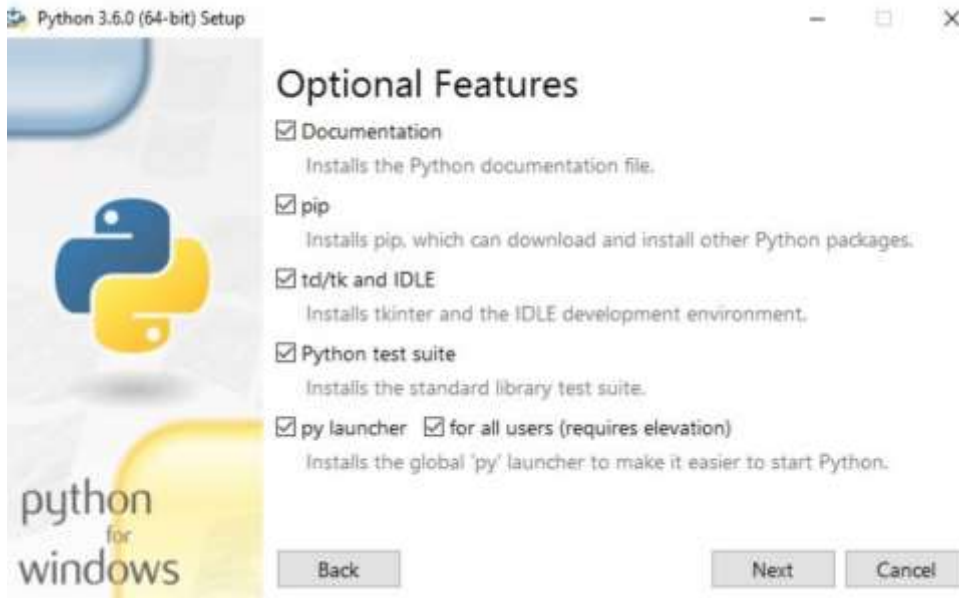 Python 3.6.0 (64-bit) Setup
Optional Features
Documentation
Installs the Python documentation file.
pip
Installs pip, which can download and install other Python packages.
td/tk and IDLE
Installs tkinter and the IDLE development environment.
Python test suite
Installs the standard library test suite.
py launcher for all users (requires elevation)
Installs the global 'py' launcher to make it easier to start Python.
python
for
windows
Back Next Cancel